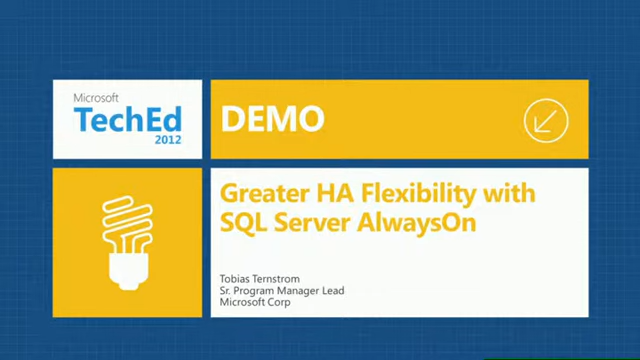 Microsoft
TechEd
2012
DEMO
Greater HA Flexibility with
SQL Server AlwaysOn
Tobias Ternstrom
Sr. Program Manager Lead
Microsoft Corp